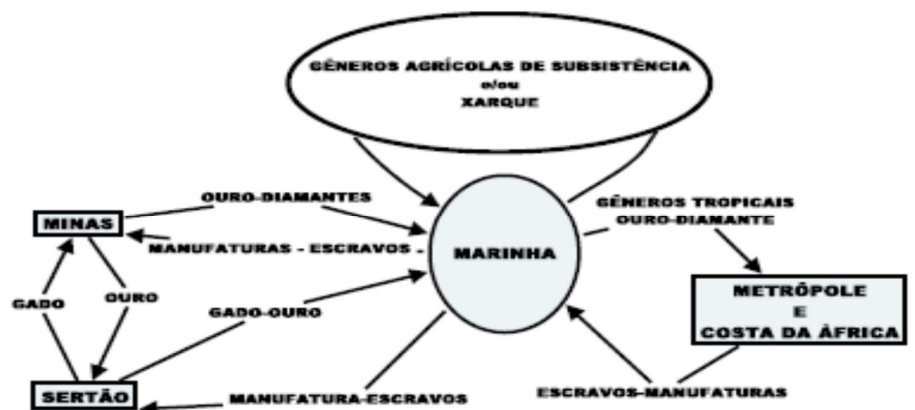 GÊNEROS AGRÍCOLAS DE SUBSISTÊNCIA
e/ou
XARQUE
OURO-DIAMANTES
GÊNEROS TROPICAIS
OURO-DIAMANTE
MINAS
MANUFATURAS - ESCRAVOS -
MARINHA
METRÓPOLE
E
COSTA DA ÁFRICA
GADO
OURO
GADO-OURO
SERTÃO
MANUFATURA-ESCRAVOS
ESCRAVOS-MANUFATURAS